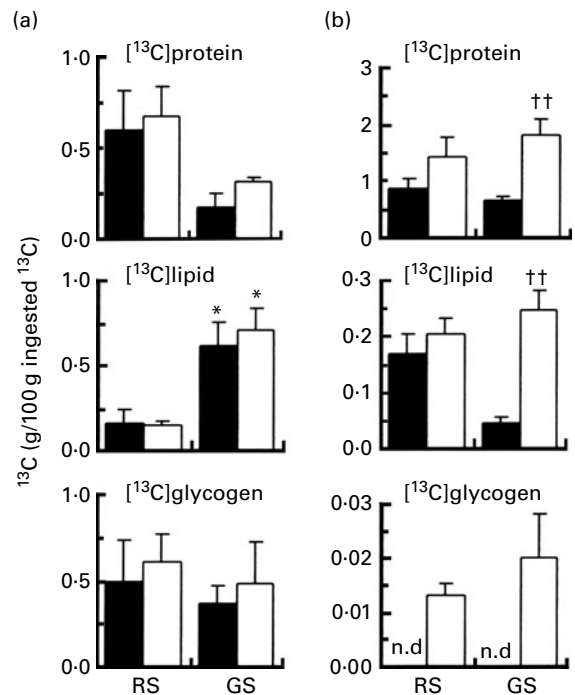 (a)
[¹³C]protein
1·0
0·5
0·0
[¹³C]lipid
1·0
0·5
0·0
* *
[¹³C]glycogen
1·0
0·5
0·0
RS GS
¹³C (g/100 g ingested ¹³C)
(b)
[¹³C]protein
3
2
1
0
††
[¹³C]lipid
0·3
0·2
0·1
0·0
††
[¹³C]glycogen
0·03
0·02
0·01
0·00
n.d n.d
RS GS